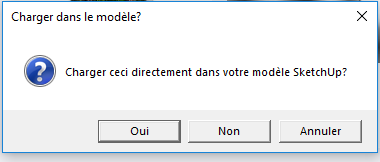 Charger dans le modèle?
Charger ceci directement dans votre modèle SketchUp?
Oui
Non
Annuler